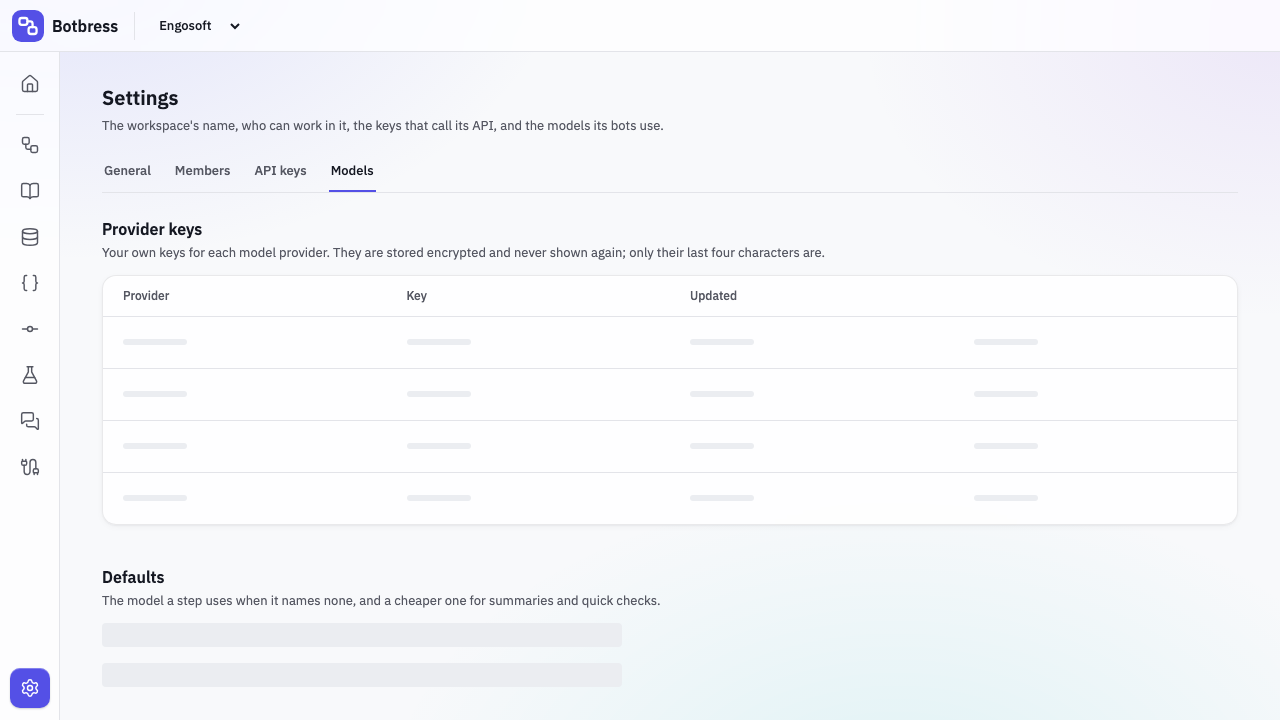 Botbress
Engosoft
Settings
The workspace's name, who can work in it, the keys that call its API, and the models its bots use.
General Members API keys Models
Provider keys
Your own keys for each model provider. They are stored encrypted and never shown again; only their last four characters are.
Provider Key Updated
Defaults
The model a step uses when it names none, and a cheaper one for summaries and quick checks.